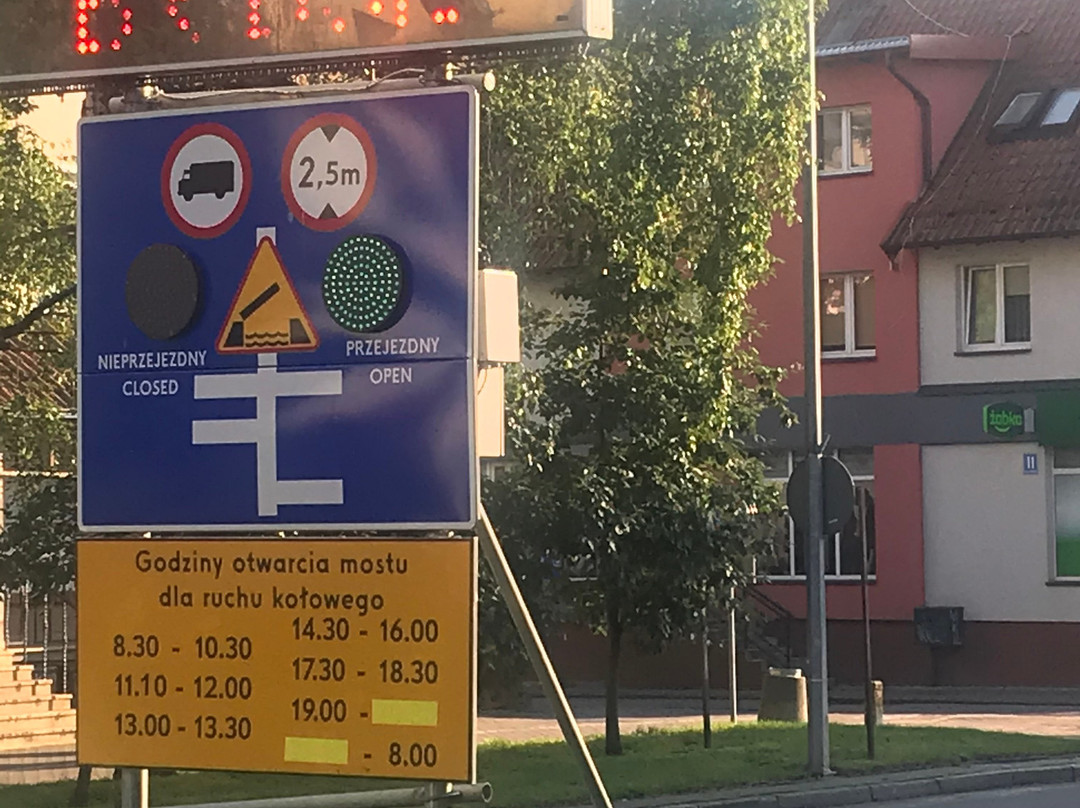 2,5m
NIEPRZEJEZDNY
CLOSED
PRZEJEZDNY
OPEN
Godziny otwarcia mostu
dla ruchu kołowego
8.30 - 10.30
11.10 - 12.00
13.00 - 13.30
14.30 - 16.00
17.30 - 18.30
19.00 -
- 8.00
żabka
11